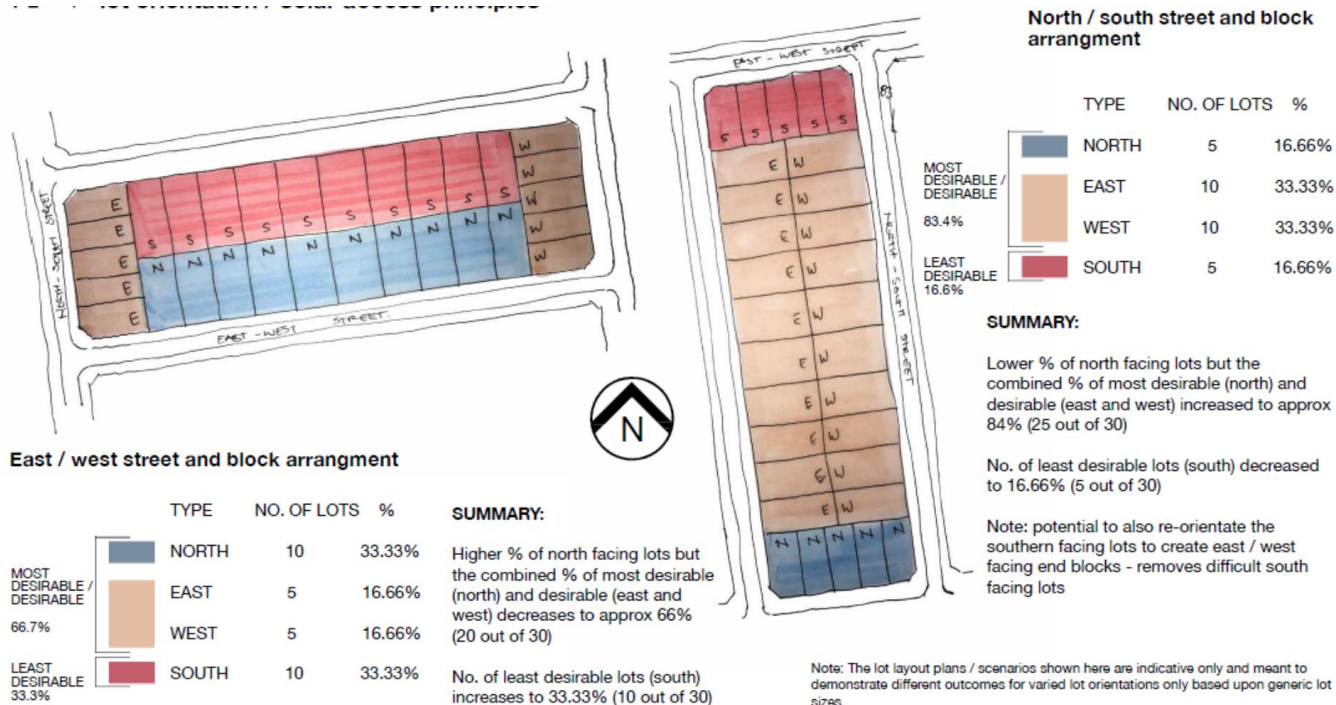 lot orientation / solar access principles
North / south street and block
arrangment
EAST - WEST STREET
83
TYPE NO. OF LOTS %
MOST
DESIRABLE /
DESIRABLE
83.4%
NORTH 5 16.66%
EAST 10 33.33%
WEST 10 33.33%
LEAST
DESIRABLE
16.6%
SOUTH 5 16.66%
SUMMARY:
Lower % of north facing lots but the
combined % of most desirable (north) and
desirable (east and west) increased to approx
84% (25 out of 30)
No. of least desirable lots (south) decreased
to 16.66% (5 out of 30)
Note: potential to also re-orientate the
southern facing lots to create east / west
facing end blocks - removes difficult south
facing lots
S S S S S
E W
E W
E W
E W
E W
E W
E W
E W
E W
E W
N N N N N
NORTH - SOUTH STREET
NORTH - SOUTH STREET
E
E
E
E
E
S S S S S S S S S
N N N N N N N N N
W
W
W
W
W
EAST - WEST STREET
N
East / west street and block arrangment
TYPE NO. OF LOTS %
MOST
DESIRABLE /
DESIRABLE
66.7%
NORTH 10 33.33%
EAST 5 16.66%
WEST 5 16.66%
LEAST
DESIRABLE
33.3%
SOUTH 10 33.33%
SUMMARY:
Higher % of north facing lots but
the combined % of most desirable
(north) and desirable (east and
west) decreases to approx 66%
(20 out of 30)
No. of least desirable lots (south)
increases to 33.33% (10 out of 30)
Note: The lot layout plans / scenarios shown here are indicative only and meant to
demonstrate different outcomes for varied lot orientations only based upon generic lot
sizes